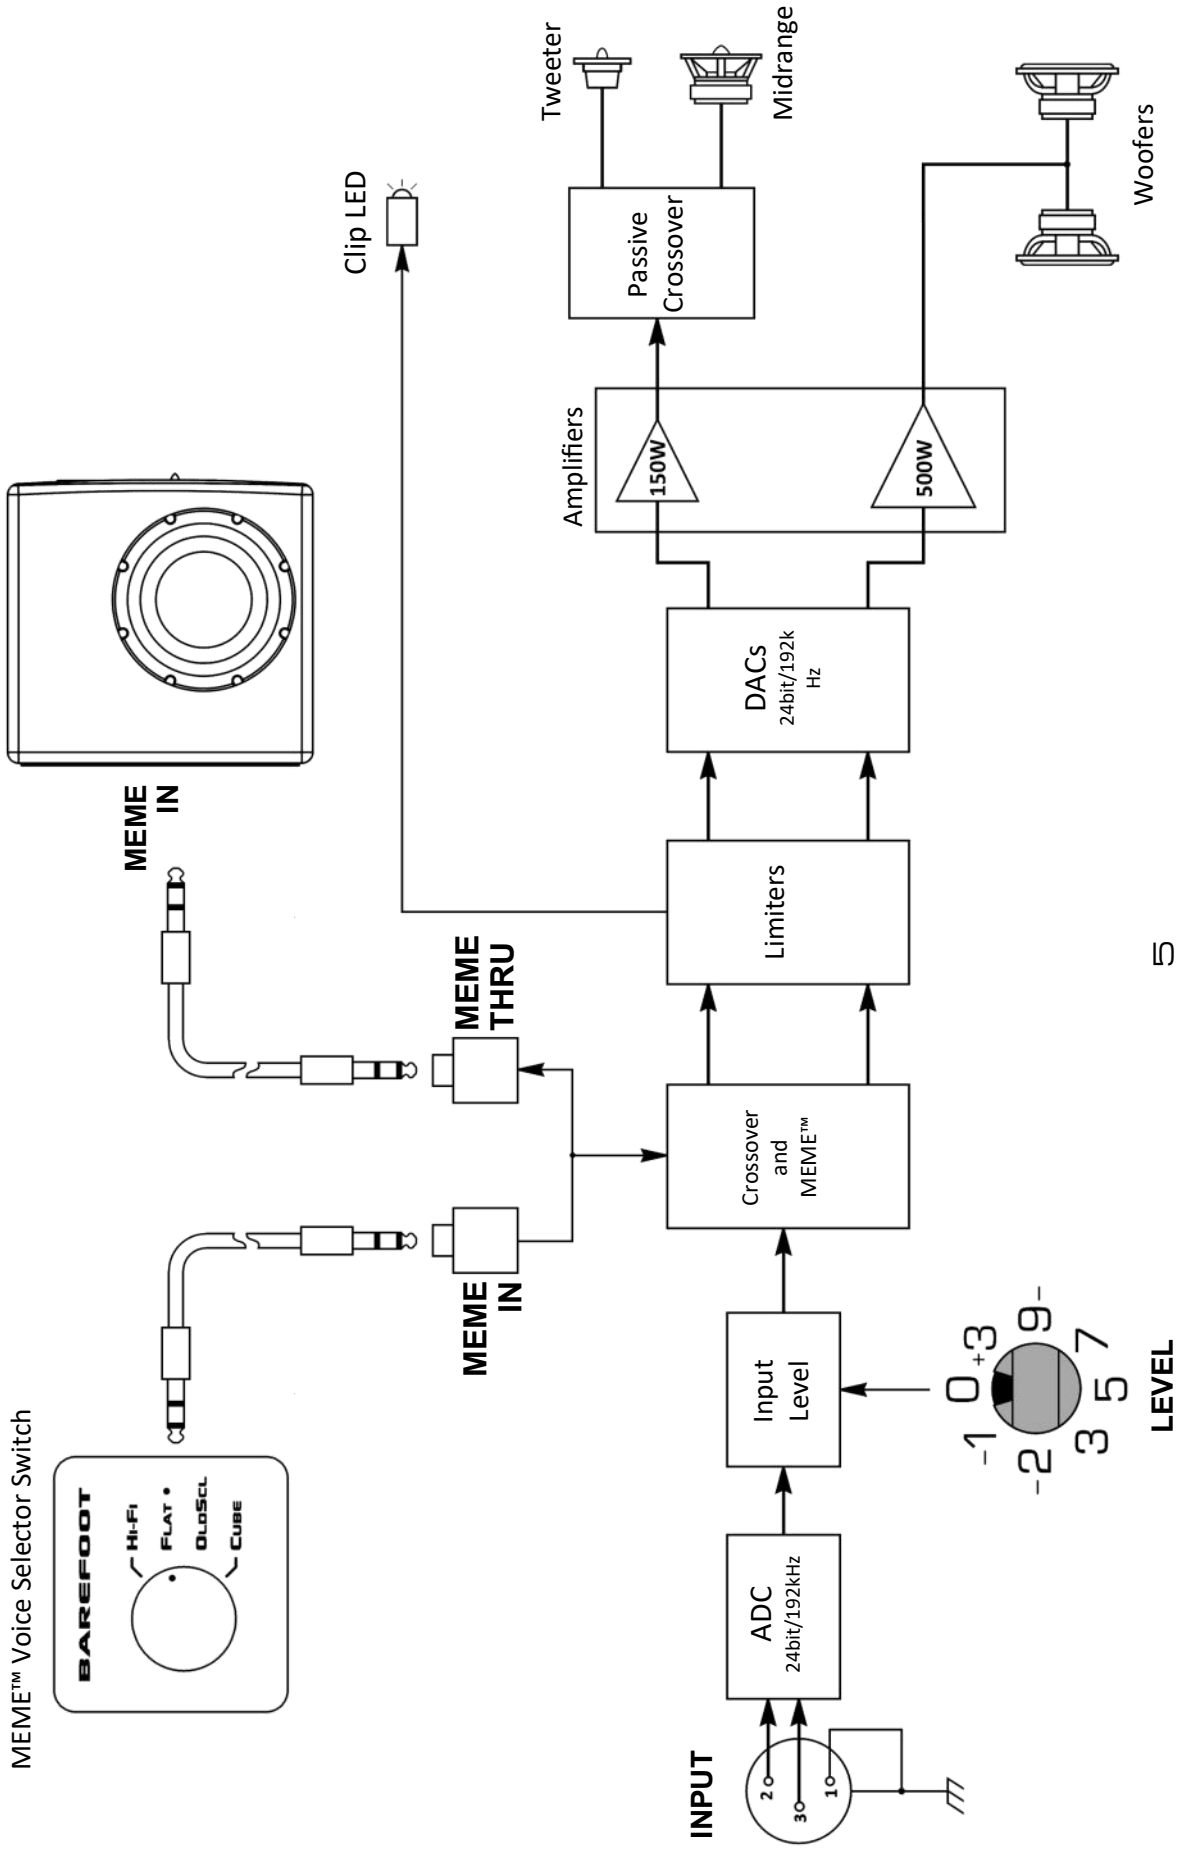 MEME™ Voice Selector Switch
BAREFOOT
HI-FI
FLAT •
OLDSCL
CUBE
MEME
IN
MEME
IN
MEME
THRU
Clip LED
INPUT
2
3
1
ADC
24bit/192kHz
Input
Level
-1
0
+3
-2
9-
3
5
7
LEVEL
Crossover
and
MEME™
Limiters
DACs
24bit/192k
Hz
Amplifiers
150W
500W
Passive
Crossover
Tweeter
Midrange
Woofers
5